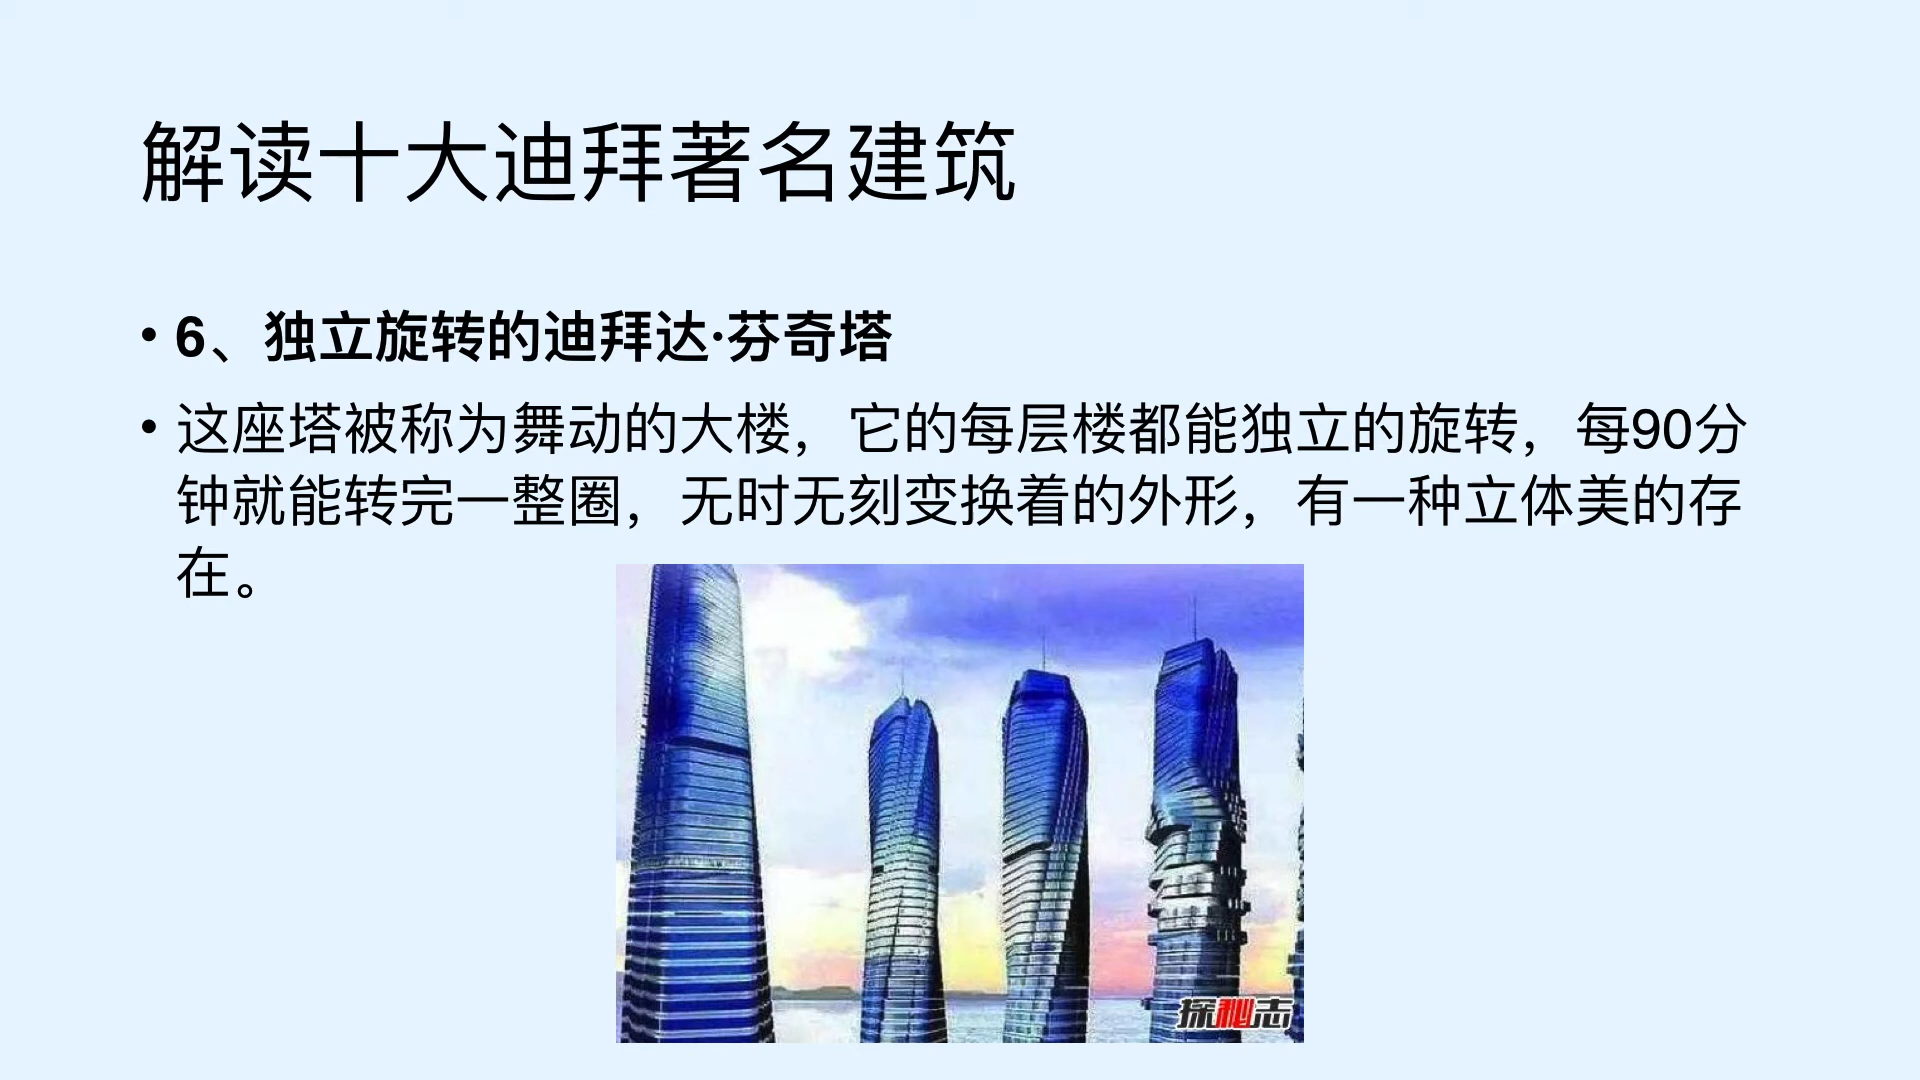 解读十大迪拜著名建筑
• 6、独立旋转的迪拜达·芬奇塔
• 这座塔被称为舞动的大楼，它的每层楼都能独立的旋转，每90分
钟就能转完一整圈，无时无刻变换着的外形，有一种立体美的存
在。
探秘志